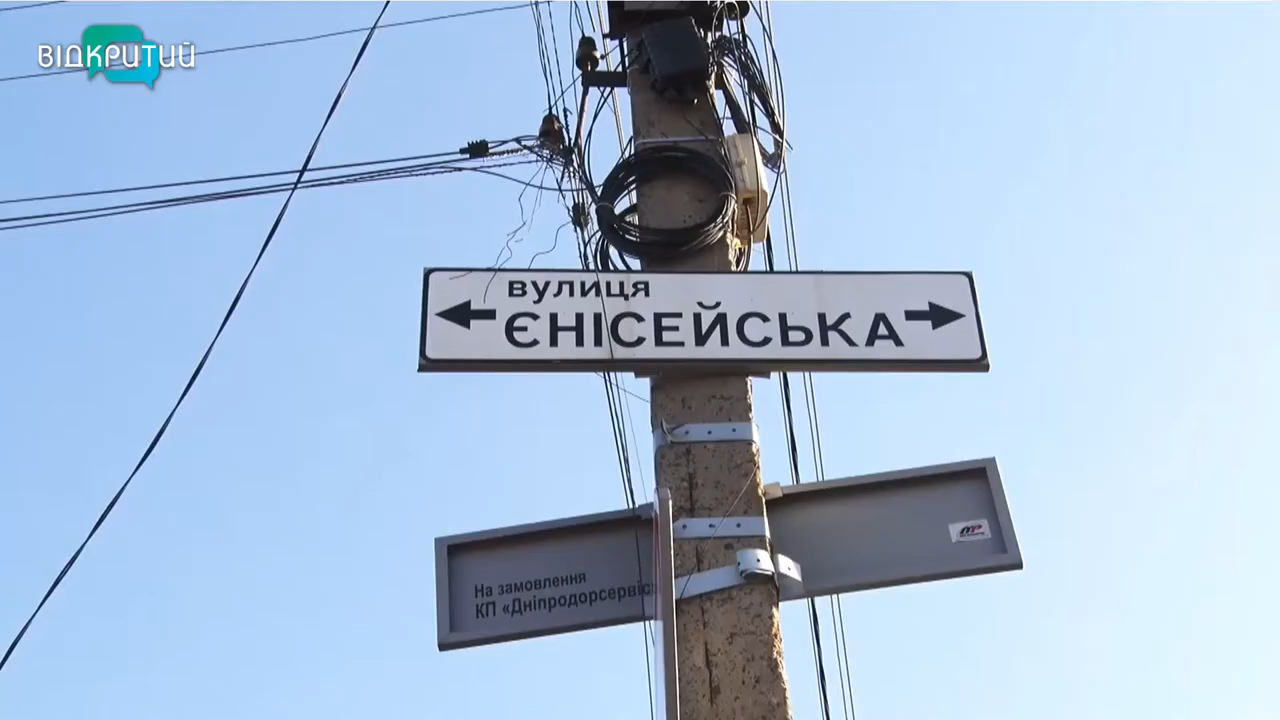 ВІДКРИТИЙ
вулиця
ЄНІСЕЙСЬКА
На замовлення
КП «Дніпродорсервіс»